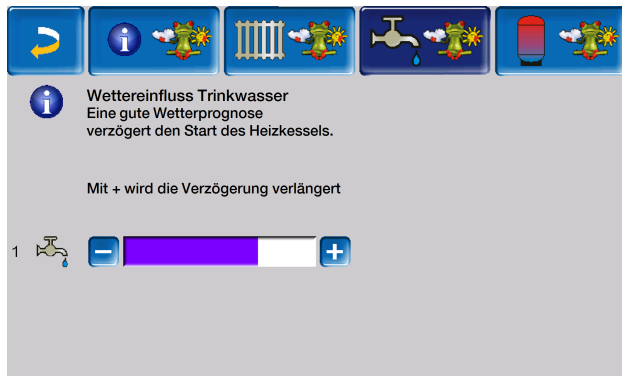 Wettereinfluss Trinkwasser
Eine gute Wetterprognose
verzögert den Start des Heizkessels.
Mit + wird die Verzögerung verlängert
1